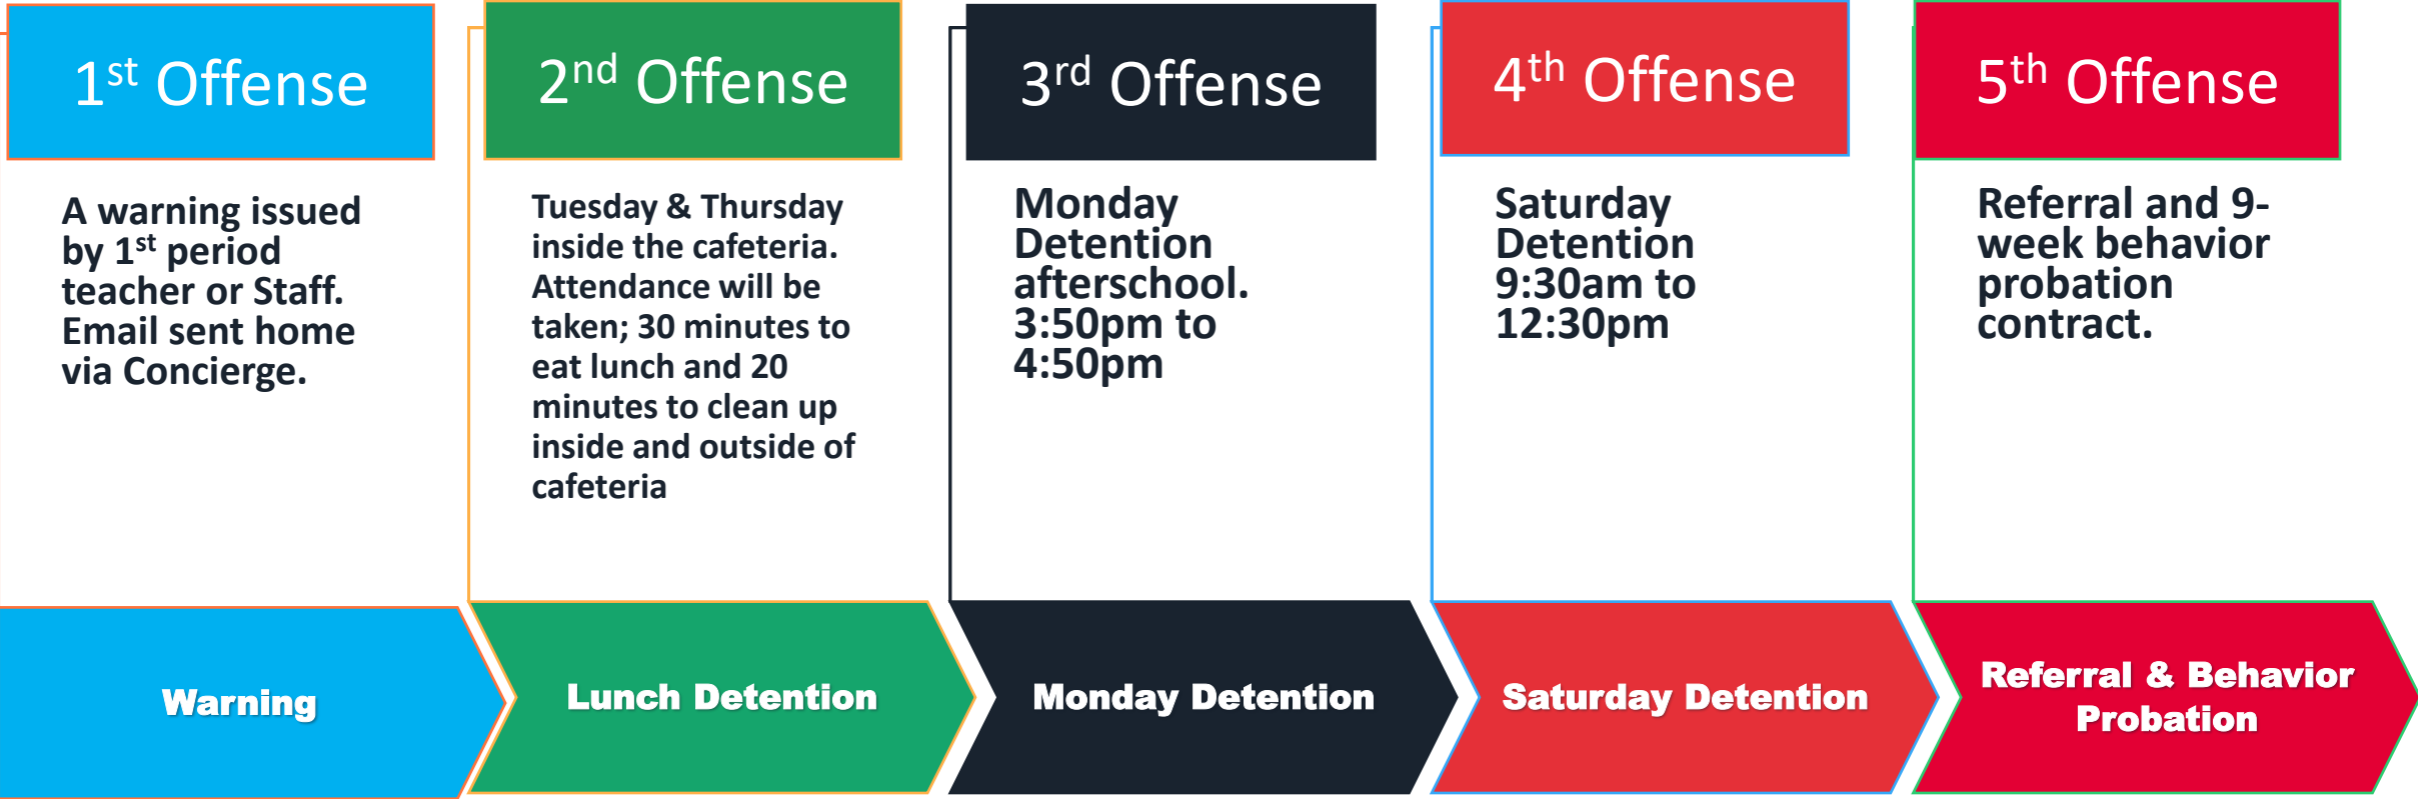 1st Offense
A warning issued
by 1st period
teacher or Staff.
Email sent home
via Concierge.
Warning
2nd Offense
Tuesday & Thursday
inside the cafeteria.
Attendance will be
taken; 30 minutes to
eat lunch and 20
minutes to clean up
inside and outside of
cafeteria
Lunch Detention
3rd Offense
Monday
Detention
afterschool.
3:50pm to
4:50pm
Monday Detention
4th Offense
Saturday
Detention
9:30am to
12:30pm
Saturday Detention
5th Offense
Referral and 9-
week behavior
probation
contract.
Referral & Behavior
Probation